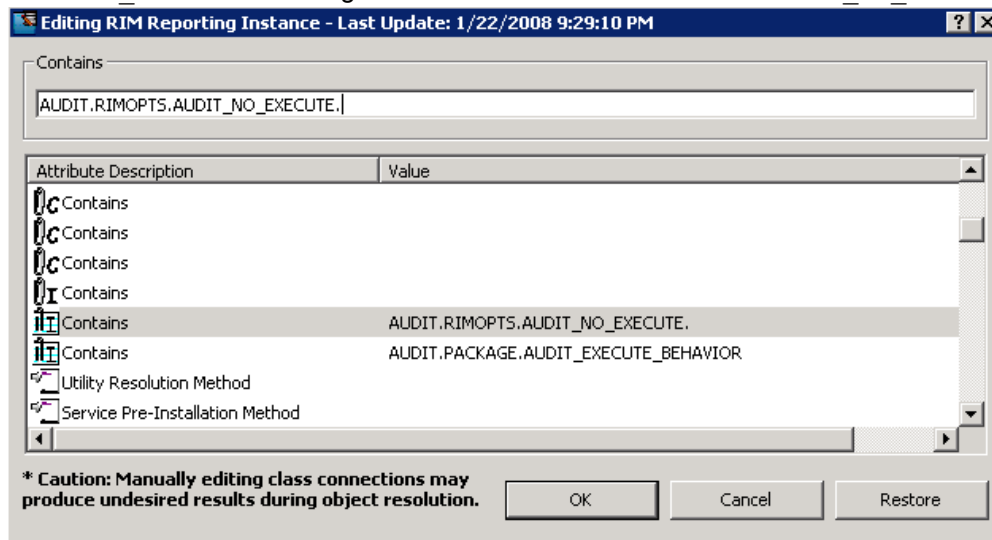 Editing RIM Reporting Instance - Last Update: 1/22/2008 9:29:10 PM
Contains
AUDIT.RIMOPTS.AUDIT_NO_EXECUTE.
Attribute Description Value
Contains
Contains
Contains
Contains
Contains AUDIT.RIMOPTS.AUDIT_NO_EXECUTE.
Contains AUDIT.PACKAGE.AUDIT_EXECUTE_BEHAVIOR
Utility Resolution Method
Service Pre-Installation Method
* Caution: Manually editing class connections may
produce undesired results during object resolution.
OK Cancel Restore